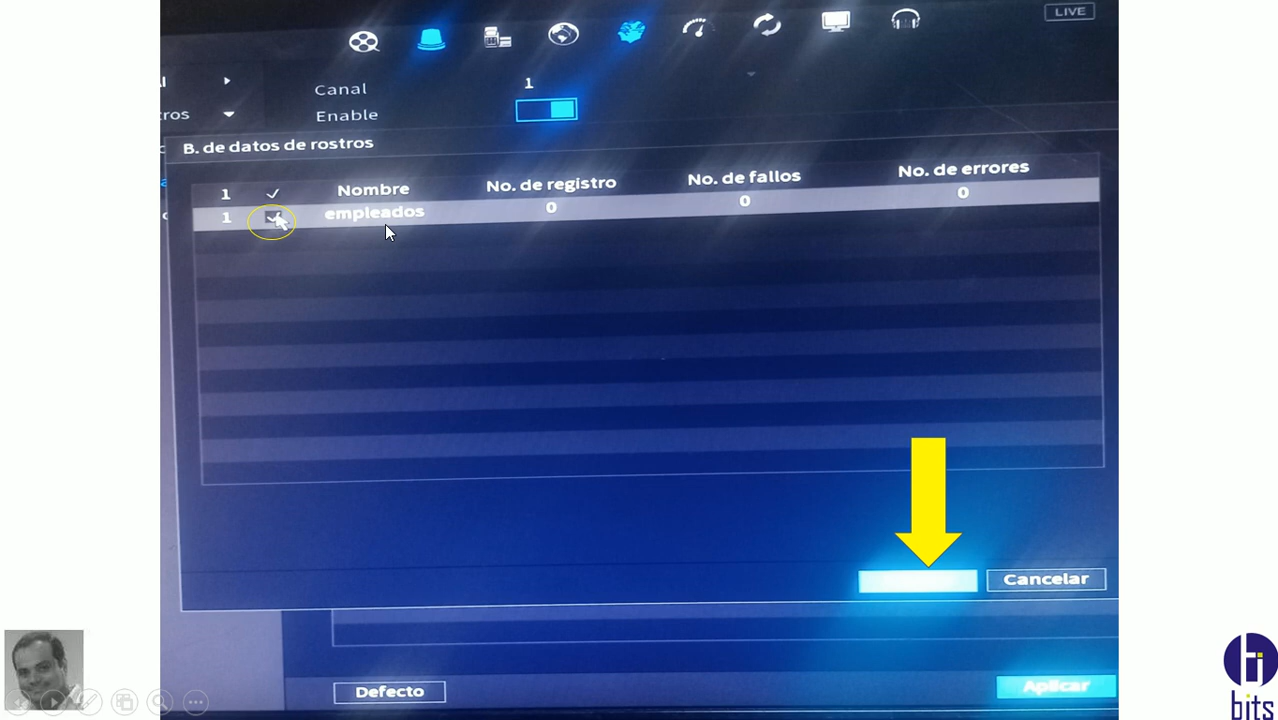 LIVE
Canal 1
Enable
ros
B. de datos de rostros
1 Nombre No. de registro No. de fallos No. de errores
1 empleados 0 0 0
Cancelar
Defecto
Aplicar
bits